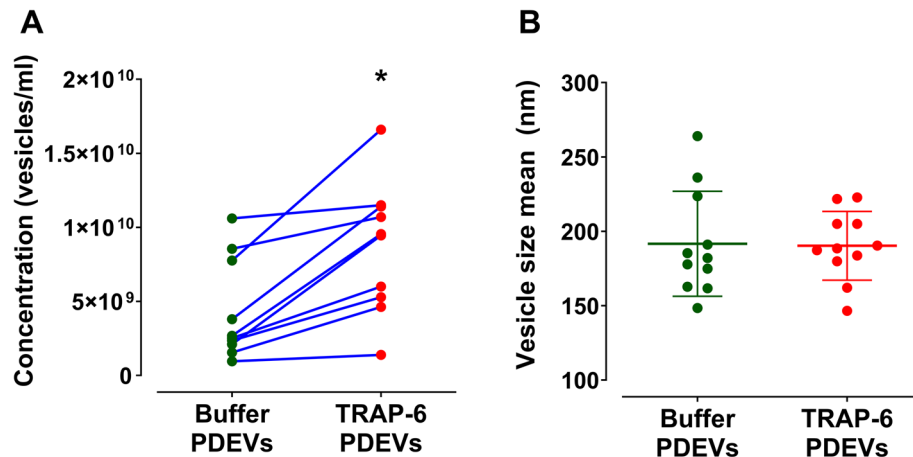 A
Concentration (vesicles/ml)
2×10¹⁰
1.5×10¹⁰
1×10¹⁰
5×10⁹
0
*
Buffer
PDEVs
TRAP-6
PDEVs
B
Vesicle size mean (nm)
300
250
200
150
100
Buffer
PDEVs
TRAP-6
PDEVs